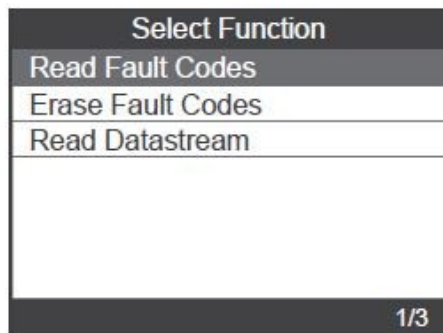 Select Function
Read Fault Codes
Erase Fault Codes
Read Datastream
1/3